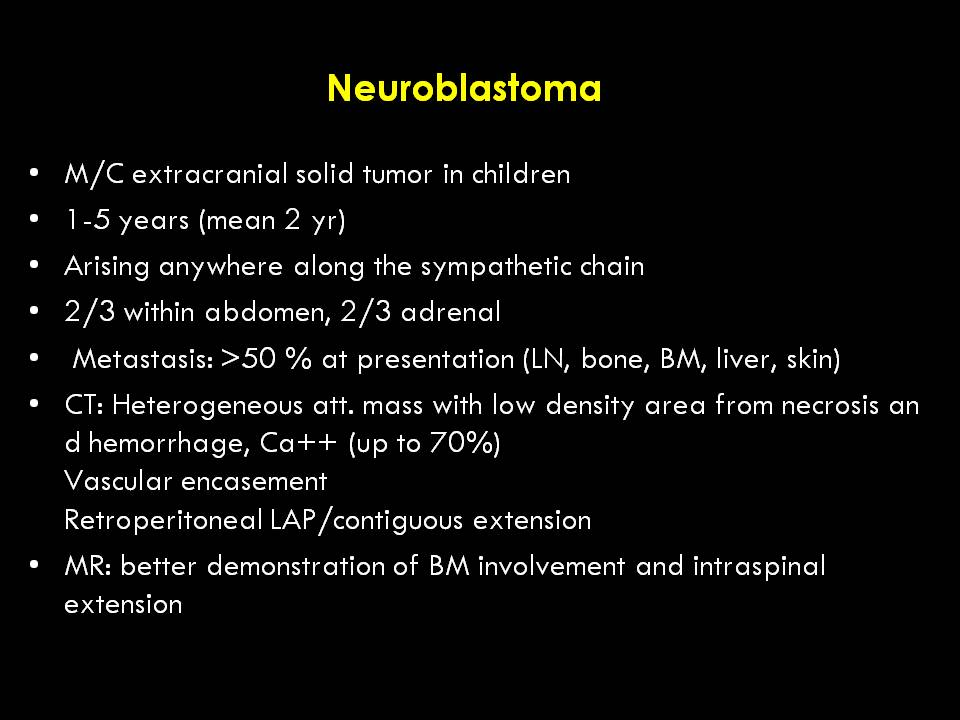 Neuroblastoma
• M/C extracranial solid tumor in children
• 1-5 years (mean 2 yr)
• Arising anywhere along the sympathetic chain
• 2/3 within abdomen, 2/3 adrenal
• Metastasis: >50 % at presentation (LN, bone, BM, liver, skin)
• CT: Heterogeneous att. mass with low density area from necrosis an
d hemorrhage, Ca++ (up to 70%)
Vascular encasement
Retroperitoneal LAP/contiguous extension
• MR: better demonstration of BM involvement and intraspinal
extension